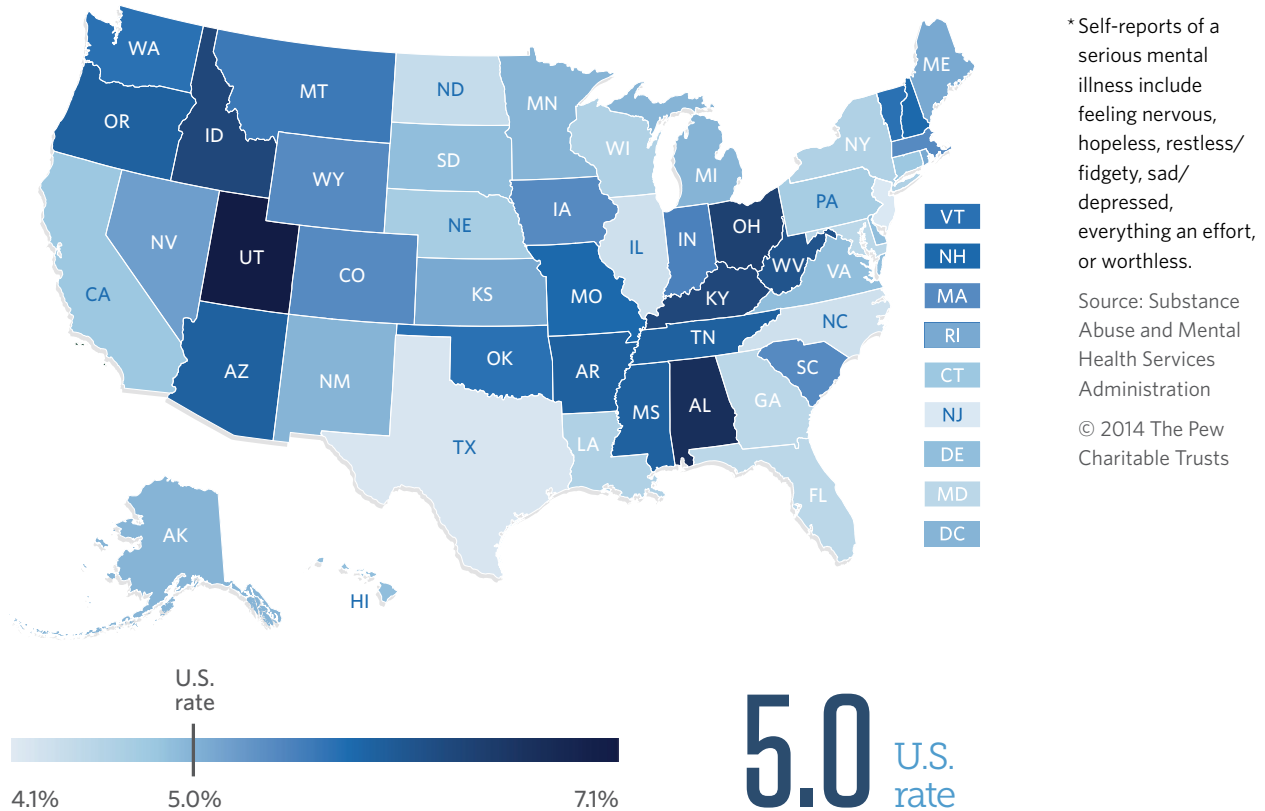 WA
MT
ND
MN
ME
OR
ID
SD
WI
MI
NY
WY
IA
NE
PA
NV
UT
CO
IL
IN
OH
WV
VA
CA
KS
MO
KY
NC
AZ
NM
OK
AR
TN
SC
MS
AL
GA
TX
LA
FL
AK
HI
VT
NH
MA
RI
CT
NJ
DE
MD
DC
* Self-reports of a
serious mental
illness include
feeling nervous,
hopeless, restless/
fidgety, sad/
depressed,
everything an effort,
or worthless.
Source: Substance
Abuse and Mental
Health Services
Administration
© 2014 The Pew
Charitable Trusts
U.S.
rate
4.1%
5.0%
7.1%
5.0
U.S.
rate